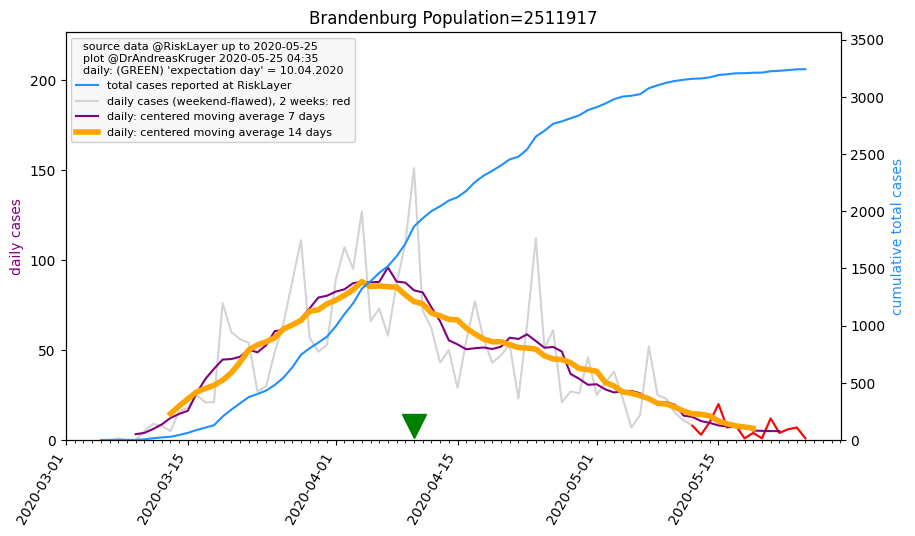 Brandenburg Population=2511917
source data @RiskLayer up to 2020-05-25
plot @DrAndreasKruger 2020-05-25 04:35
daily: (GREEN) 'expectation day' = 10.04.2020
total cases reported at RiskLayer
daily cases (weekend-flawed), 2 weeks: red
daily: centered moving average 7 days
daily: centered moving average 14 days
daily cases
200
150
100
50
0
3500
3000
2500
2000
1500
1000
500
0
cumulative total cases
2020-03-01
2020-03-15
2020-04-01
2020-04-15
2020-05-01
2020-05-15